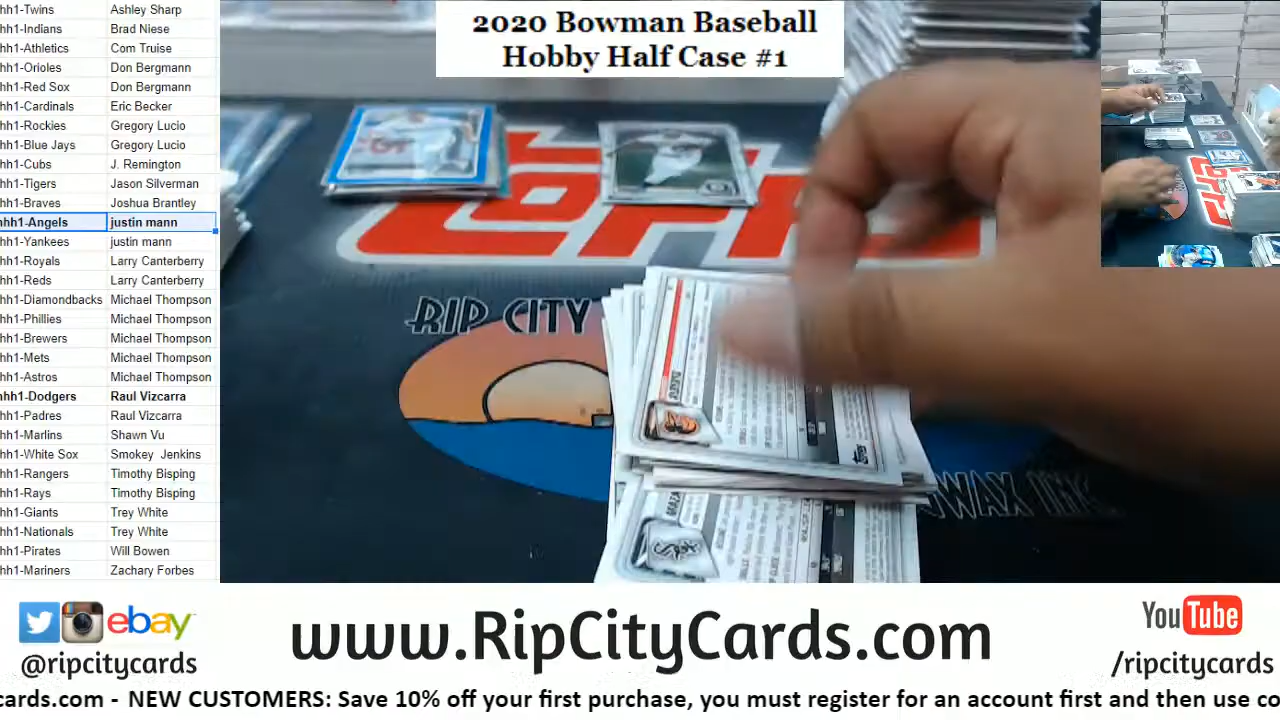 hh1-Twins Ashley Sharp
hh1-Indians Brad Niese
hh1-Athletics Com Truise
hh1-Orioles Don Bergmann
hh1-Red Sox Don Bergmann
hh1-Cardinals Eric Becker
hh1-Rockies Gregory Lucio
hh1-Blue Jays Gregory Lucio
hh1-Cubs J. Remington
hh1-Tigers Jason Silverman
hh1-Braves Joshua Brantley
hh1-Angels justin mann
hh1-Yankees justin mann
hh1-Royals Larry Canterberry
hh1-Reds Larry Canterberry
hh1-Diamondbacks Michael Thompson
hh1-Phillies Michael Thompson
hh1-Brewers Michael Thompson
hh1-Mets Michael Thompson
hh1-Astros Michael Thompson
hh1-Dodgers Raul Vizcarra
hh1-Padres Raul Vizcarra
hh1-Marlins Shawn Vu
hh1-White Sox Smokey Jenkins
hh1-Rangers Timothy Bisping
hh1-Rays Timothy Bisping
hh1-Giants Trey White
hh1-Nationals Trey White
hh1-Pirates Will Bowen
hh1-Mariners Zachary Forbes
2020 Bowman Baseball
Hobby Half Case #1
topps
RIP CITY
WAX INC
ebay
@ripcitycards
www.RipCityCards.com
YouTube
/ripcitycards
cards.com - NEW CUSTOMERS: Save 10% off your first purchase, you must register for an account first and then use co